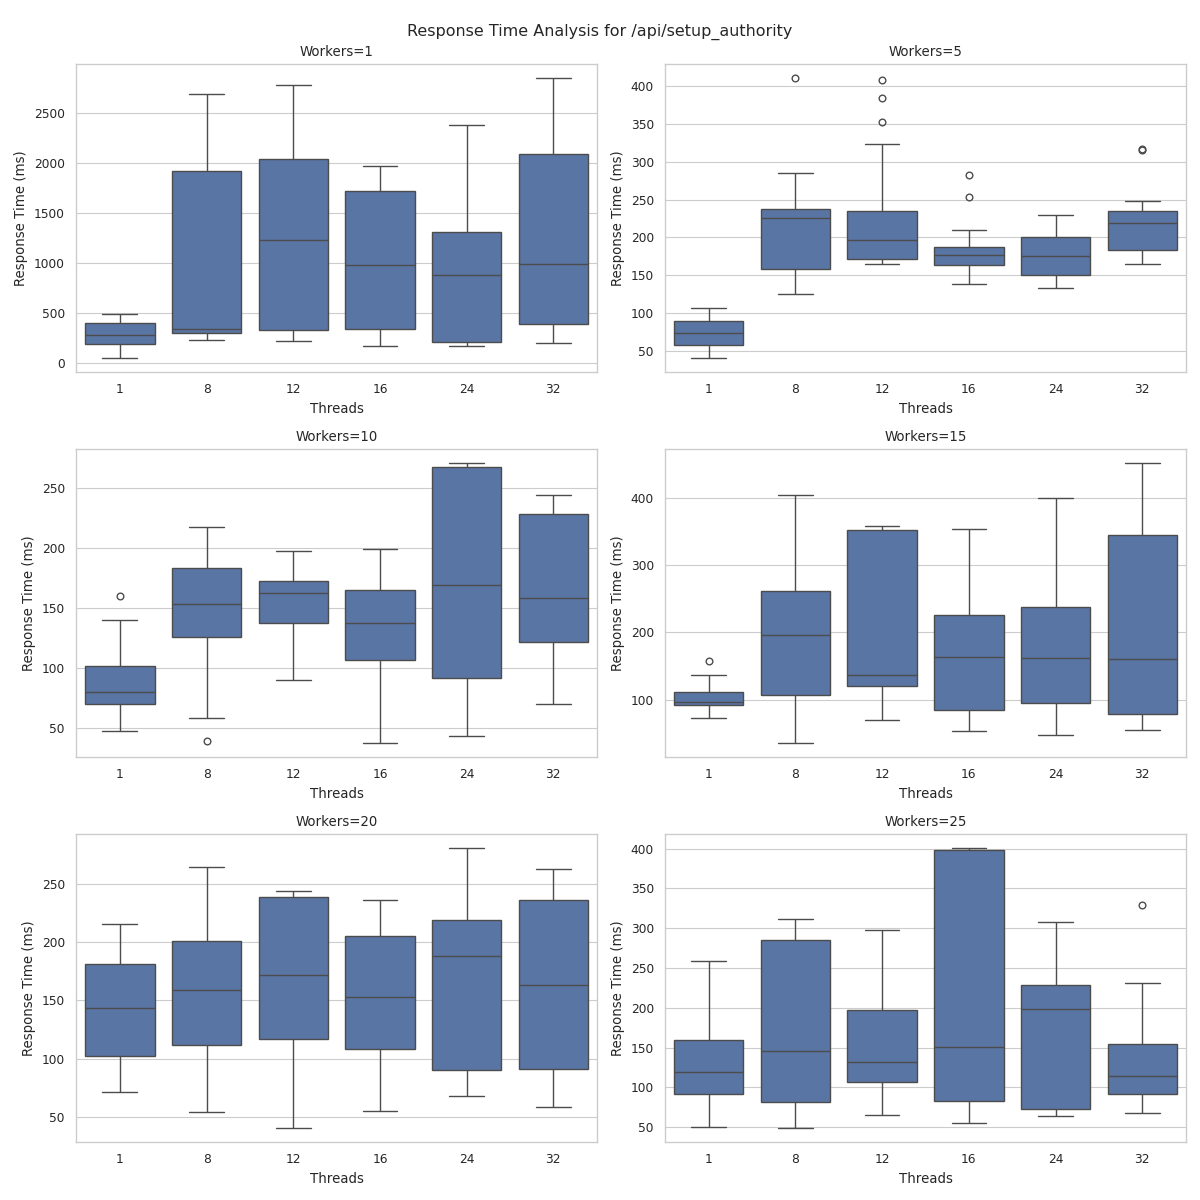 Response Time Analysis for /api/setup_authority
Workers=1
Response Time (ms)
2500
2000
1500
1000
500
0
1 8 12 16 24 32
Threads
Workers=5
Response Time (ms)
400
350
300
250
200
150
100
50
1 8 12 16 24 32
Threads
Workers=10
Response Time (ms)
250
200
150
100
50
1 8 12 16 24 32
Threads
Workers=15
Response Time (ms)
400
300
200
100
1 8 12 16 24 32
Threads
Workers=20
Response Time (ms)
250
200
150
100
50
1 8 12 16 24 32
Threads
Workers=25
Response Time (ms)
400
350
300
250
200
150
100
50
1 8 12 16 24 32
Threads